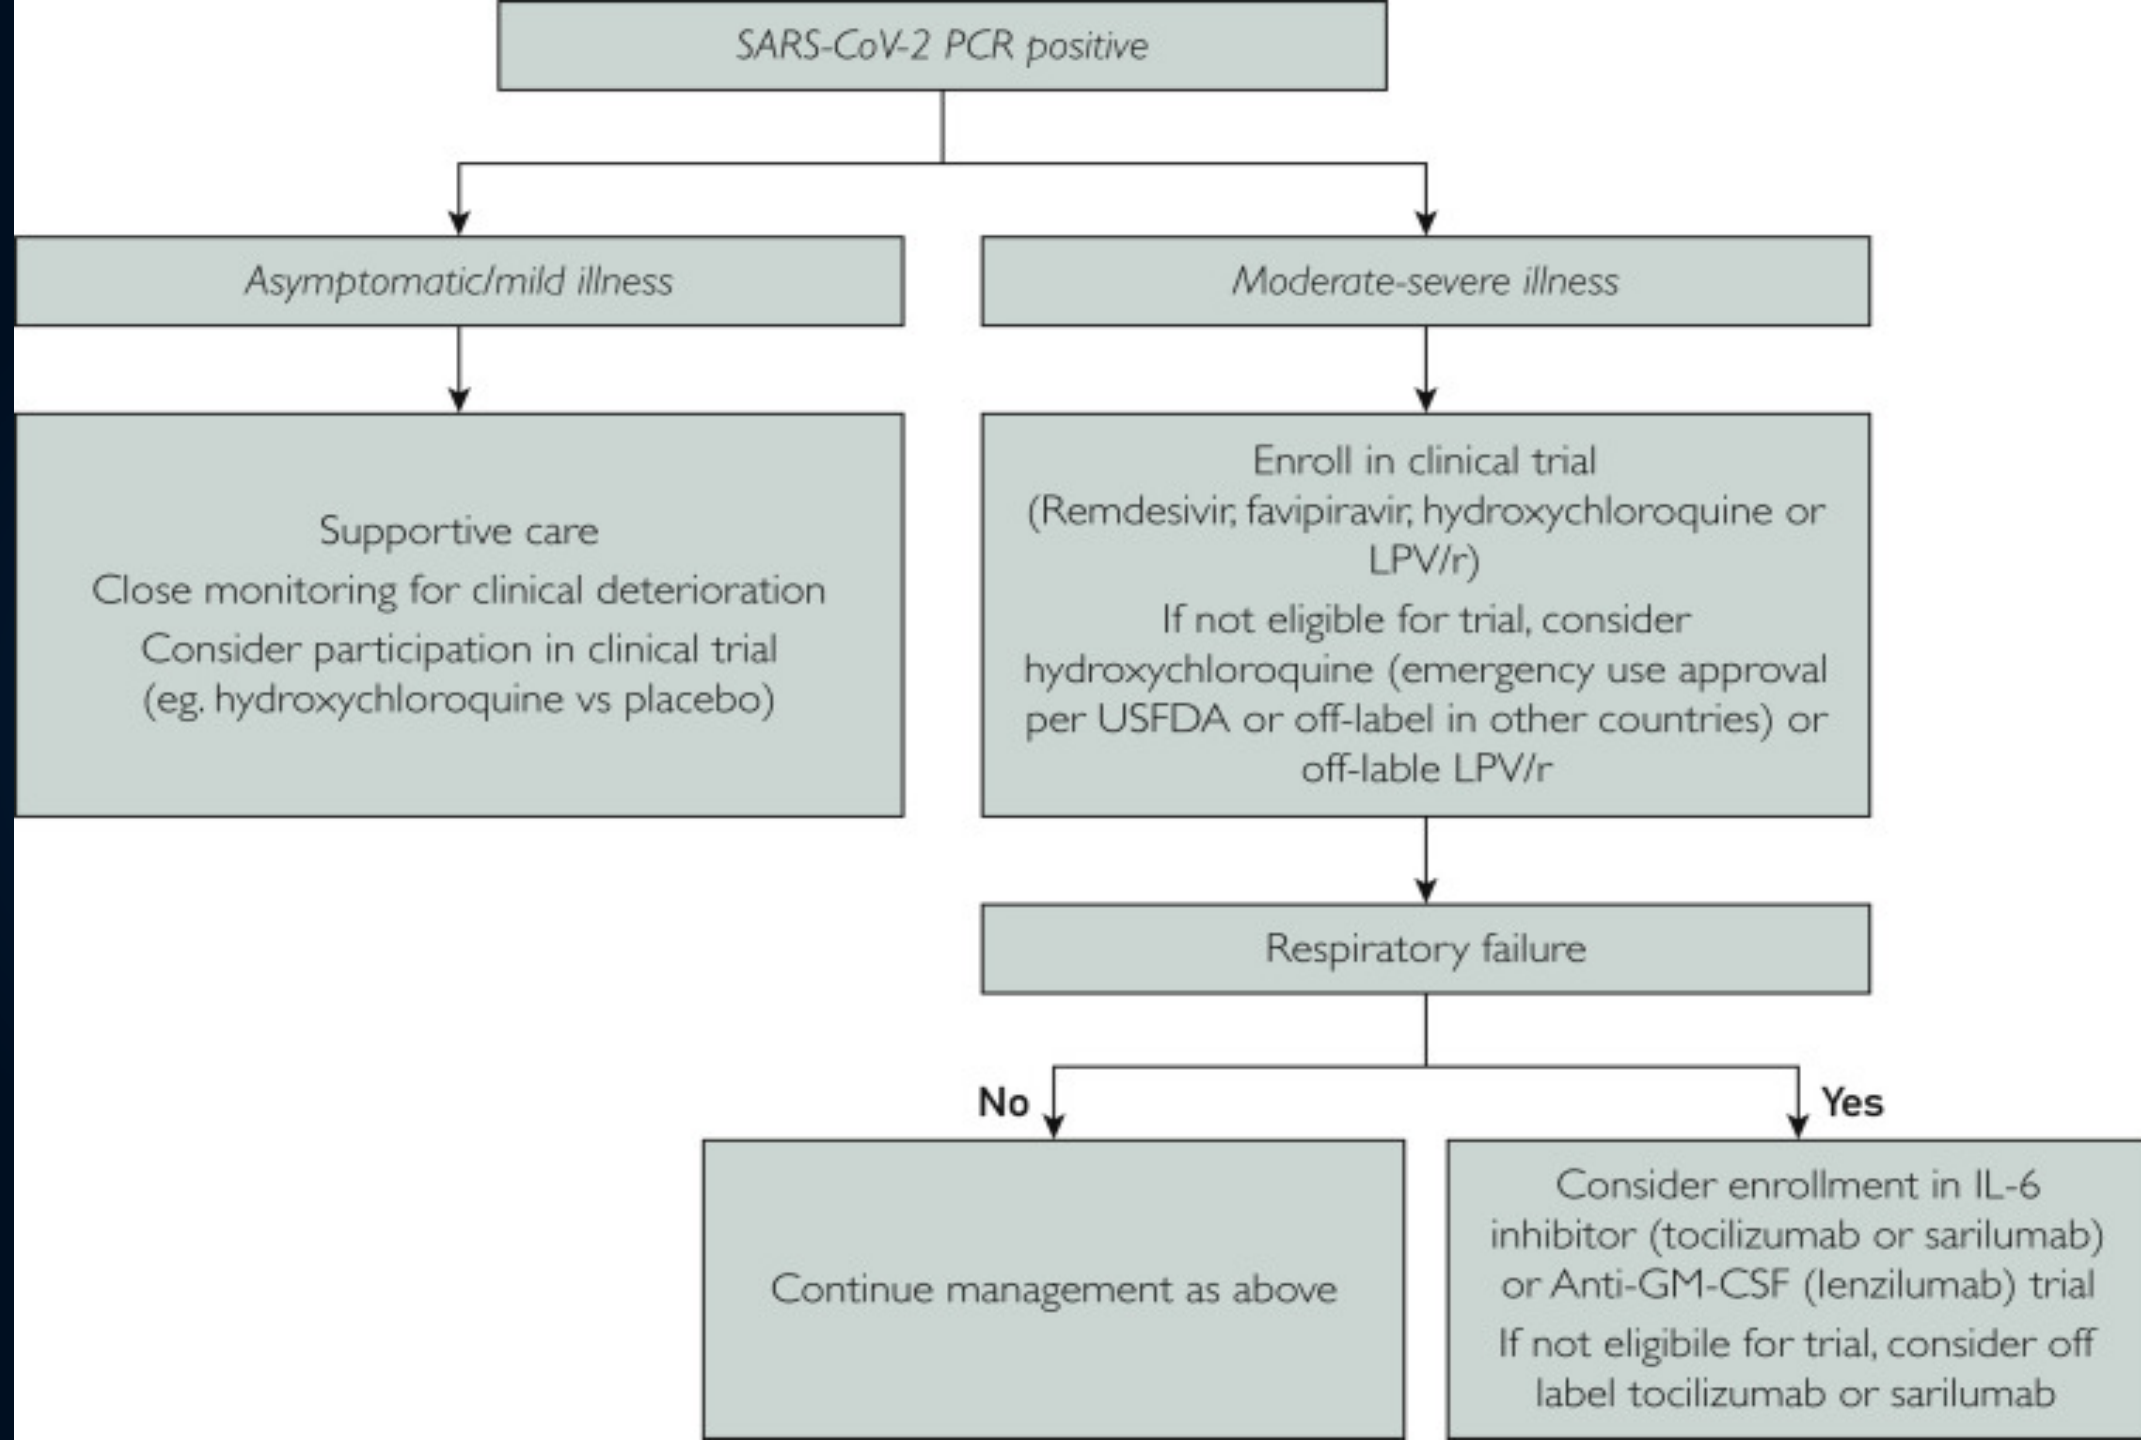 SARS-CoV-2 PCR positive
Asymptomatic/mild illness
Moderate-severe illness
Supportive care
Close monitoring for clinical deterioration
Consider participation in clinical trial
(eg. hydroxychloroquine vs placebo)
Enroll in clinical trial
(Remdesivir, favipiravir, hydroxychloroquine or
LPV/r)
If not eligible for trial, consider
hydroxychloroquine (emergency use approval
per USFDA or off-label in other countries) or
off-lable LPV/r
Respiratory failure
No
Yes
Continue management as above
Consider enrollment in IL-6
inhibitor (tocilizumab or sarilumab)
or Anti-GM-CSF (lenzilumab) trial
If not eligibile for trial, consider off
label tocilizumab or sarilumab